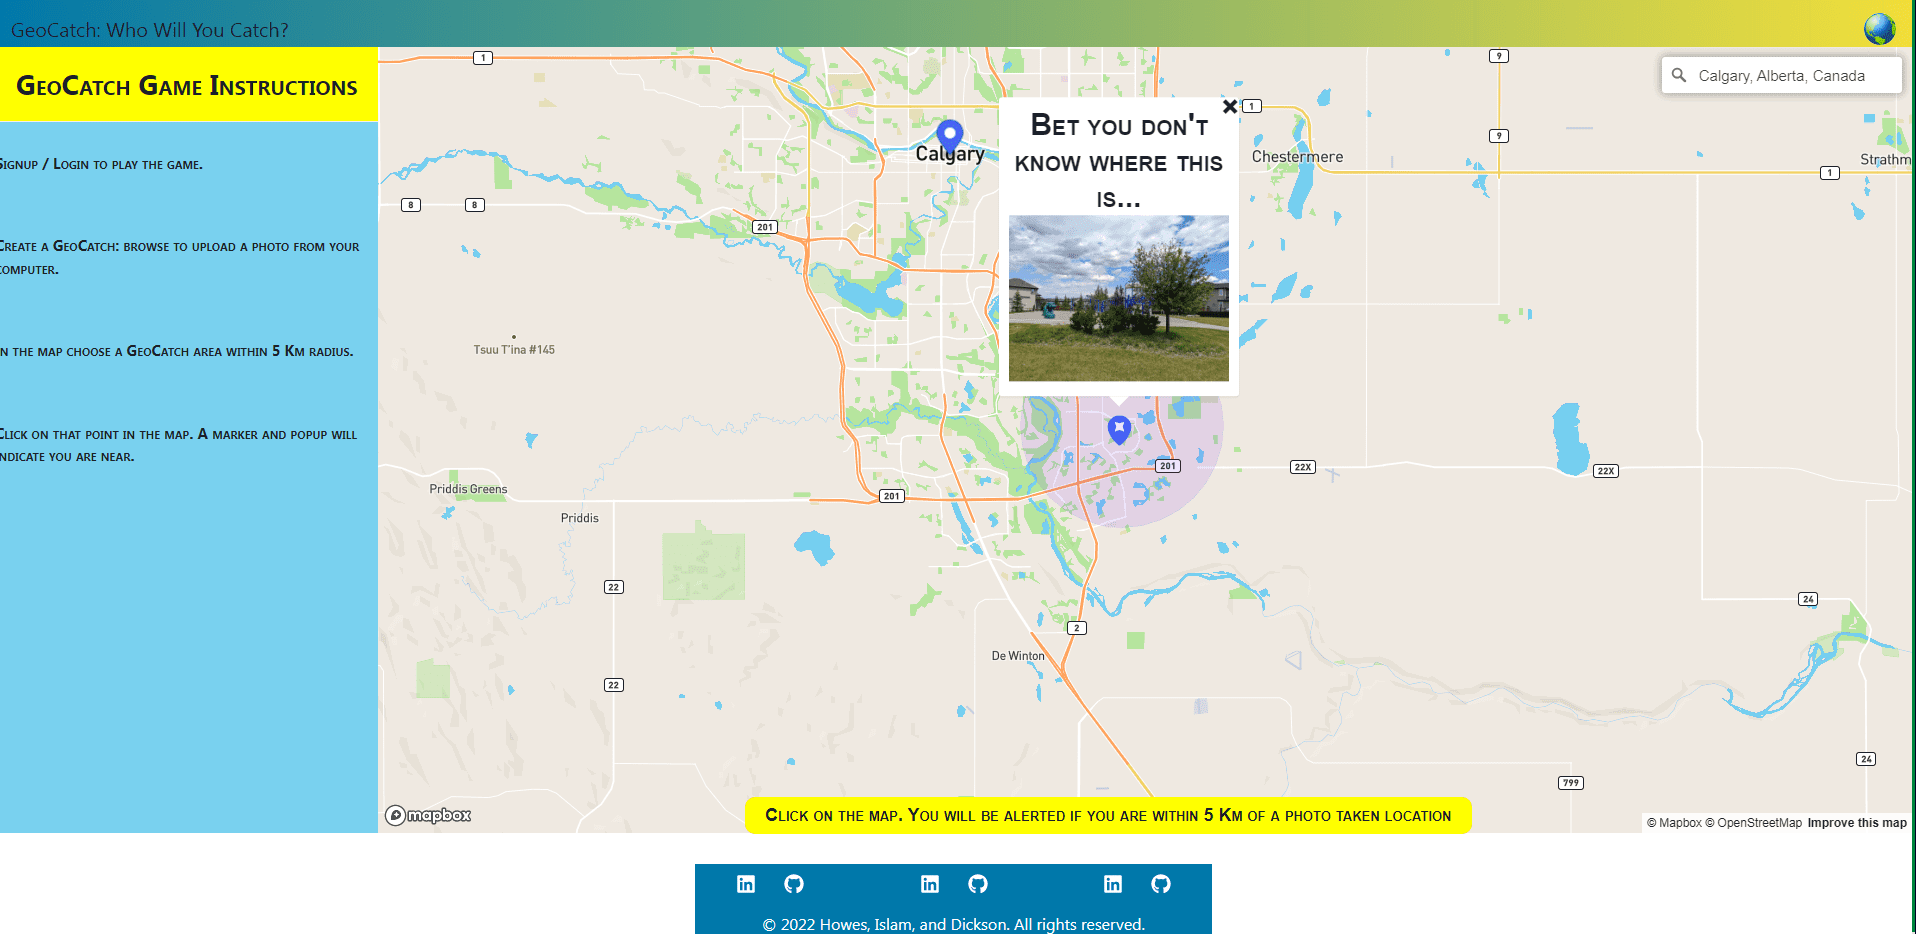 GeoCatch: Who Will You Catch?
GeoCatch Game Instructions
Signup / Login to play the game.
Create a GeoCatch: browse to upload a photo from your
computer.
n the map choose a GeoCatch area within 5 Km radius.
Click on that point in the map. A marker and popup will
ndicate you are near.
Calgary, Alberta, Canada
Bet you don't
know where this
is...
1
9
1
9
Calgary
Chestermere
Strathm
1
8
8
201
Tsuu T'ina #145
201
22X
22X
Priddis Greens
201
Priddis
22
24
2
De Winton
22
24
799
mapbox
Click on the map. You will be alerted if you are within 5 Km of a photo taken location
© Mapbox © OpenStreetMap Improve this map
© 2022 Howes, Islam, and Dickson. All rights reserved.